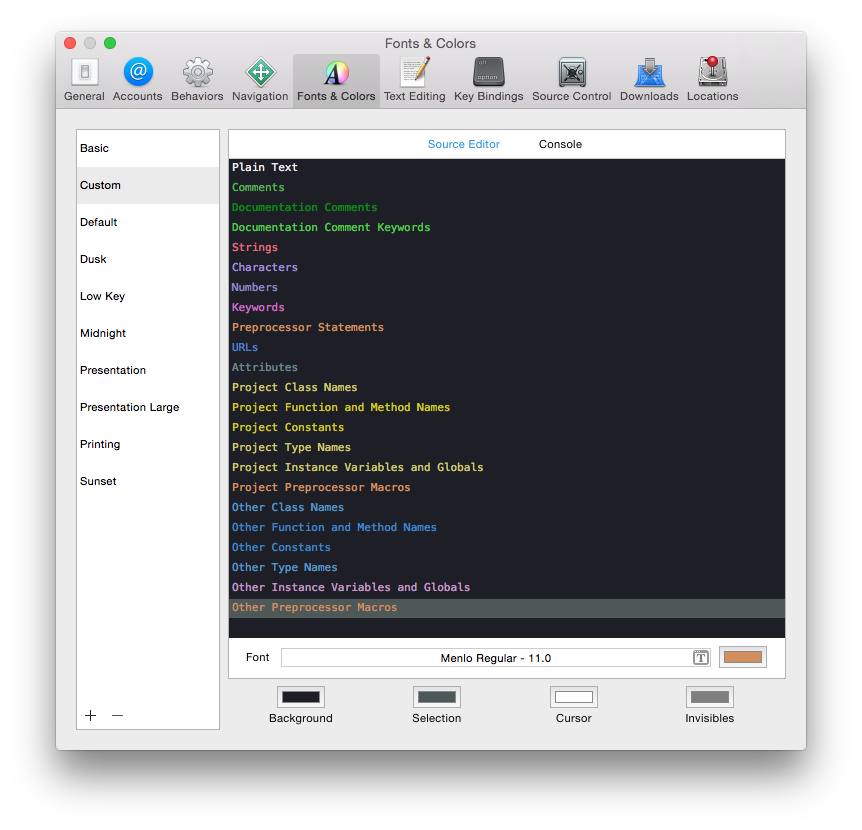 Fonts & Colors
General Accounts Behaviors Navigation Fonts & Colors Text Editing Key Bindings Source Control Downloads Locations
alt
option
Basic
Custom
Default
Dusk
Low Key
Midnight
Presentation
Presentation Large
Printing
Sunset
Source Editor Console
Plain Text
Comments
Documentation Comments
Documentation Comment Keywords
Strings
Characters
Numbers
Keywords
Preprocessor Statements
URLs
Attributes
Project Class Names
Project Function and Method Names
Project Constants
Project Type Names
Project Instance Variables and Globals
Project Preprocessor Macros
Other Class Names
Other Function and Method Names
Other Constants
Other Type Names
Other Instance Variables and Globals
Other Preprocessor Macros
Font Menlo Regular - 11.0
Background Selection Cursor Invisibles